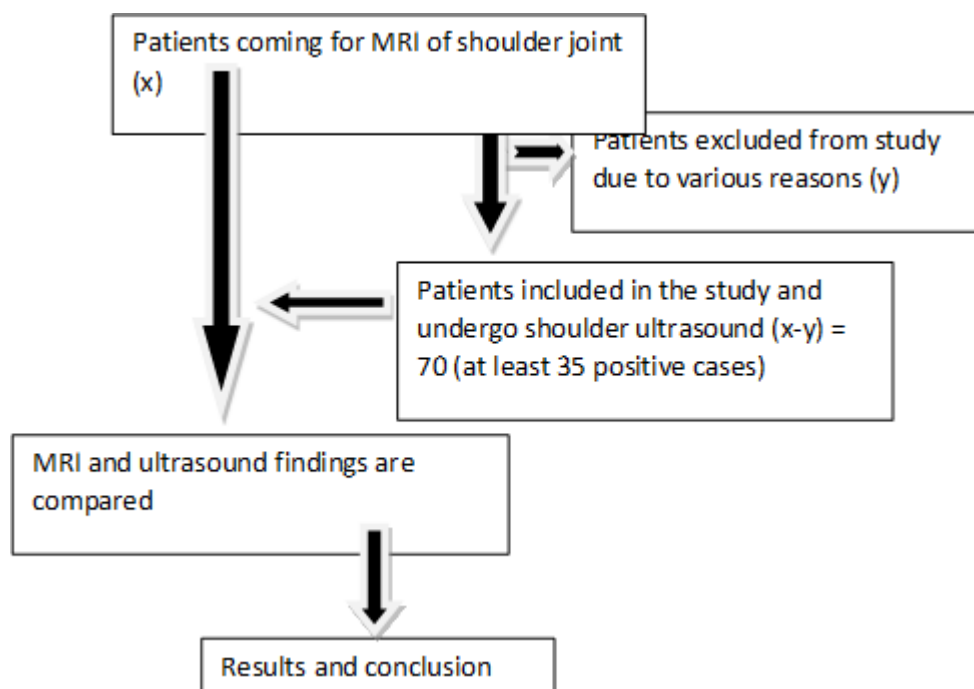 Patients coming for MRI of shoulder joint
(x)
Patients excluded from study
due to various reasons (y)
Patients included in the study and
undergo shoulder ultrasound (x-y) =
70 (at least 35 positive cases)
MRI and ultrasound findings are
compared
Results and conclusion